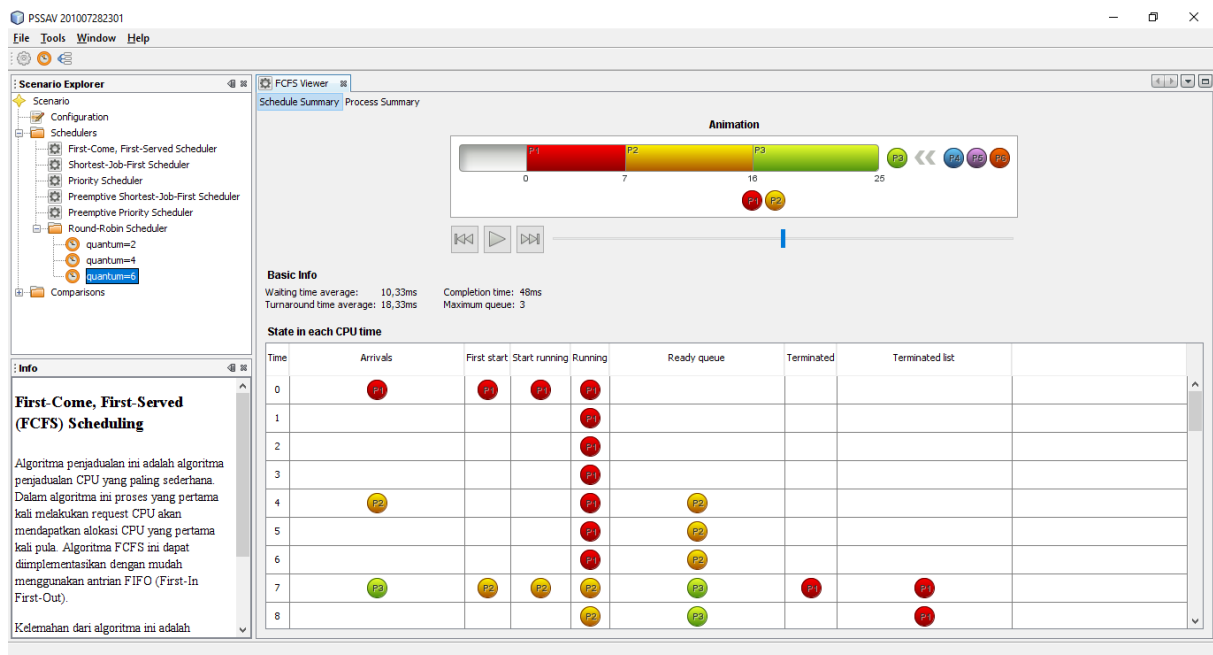 PSSAV 201007282301
File Tools Window Help
Scenario Explorer
Scenario
Configuration
Schedulers
First-Come, First-Served Scheduler
Shortest-Job-First Scheduler
Priority Scheduler
Preemptive Shortest-Job-First Scheduler
Preemptive Priority Scheduler
Round-Robin Scheduler
quantum=2
quantum=4
quantum=6
Comparisons
Info
First-Come, First-Served
(FCFS) Scheduling
Algoritma penjadualan ini adalah algoritma
penjadualan CPU yang paling sederhana.
Dalam algoritma ini proses yang pertama
kali melakukan request CPU akan
mendapatkan alokasi CPU yang pertama
kali pula. Algoritma FCFS ini dapat
diimplementasikan dengan mudah
menggunakan antrian FIFO (First-In
First-Out).
Kelemahan dari algoritma ini adalah
FCFS Viewer
Schedule Summary Process Summary
Animation
P1 P2 P3
P3 P4 P5 P6
0 7 16 25
P1 P2
Basic Info
Waiting time average: 10,33ms Completion time: 48ms
Turnaround time average: 18,33ms Maximum queue: 3
State in each CPU time
Time Arrivals First start Start running Running Ready queue Terminated Terminated list
0 P1 P1 P1 P1
1 P1
2 P1
3 P1
4 P2 P1 P2
5 P1 P2
6 P1 P2
7 P3 P2 P2 P2 P3 P1 P1
8 P2 P3 P1